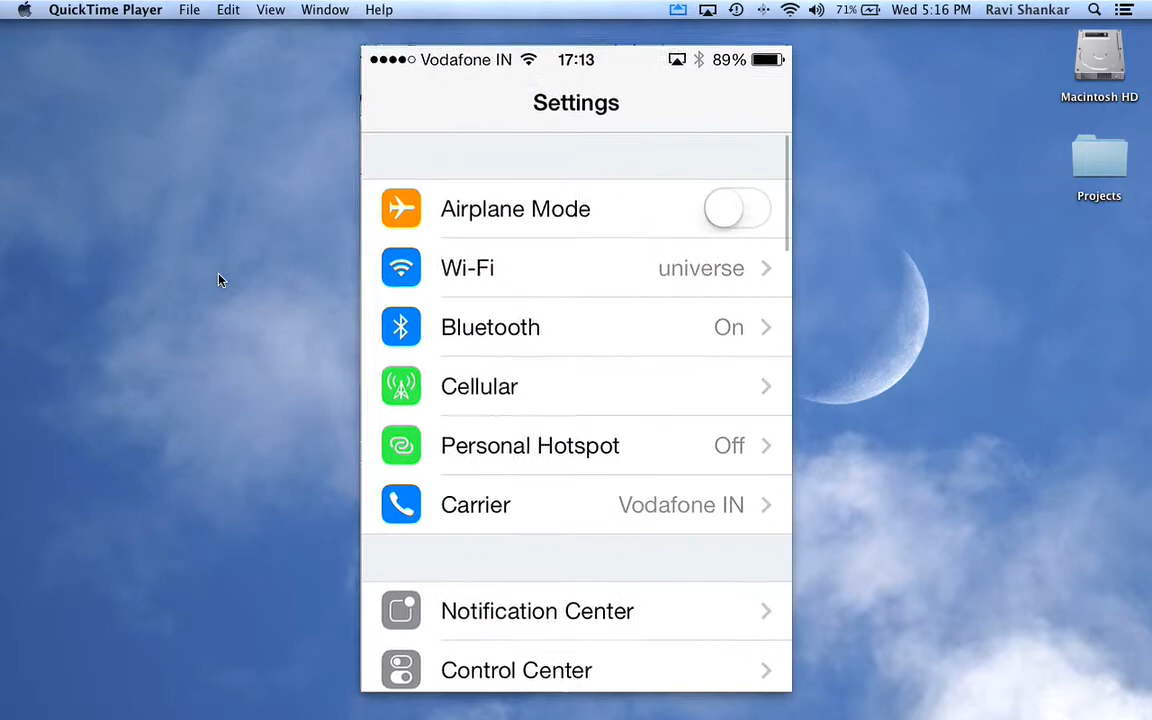 QuickTime Player File Edit View Window Help 71% Wed 5:16 PM Ravi Shankar
Macintosh HD
Projects
Vodafone IN 17:13 89%
Settings
Airplane Mode
Wi-Fi universe
Bluetooth On
Cellular
Personal Hotspot Off
Carrier Vodafone IN
Notification Center
Control Center